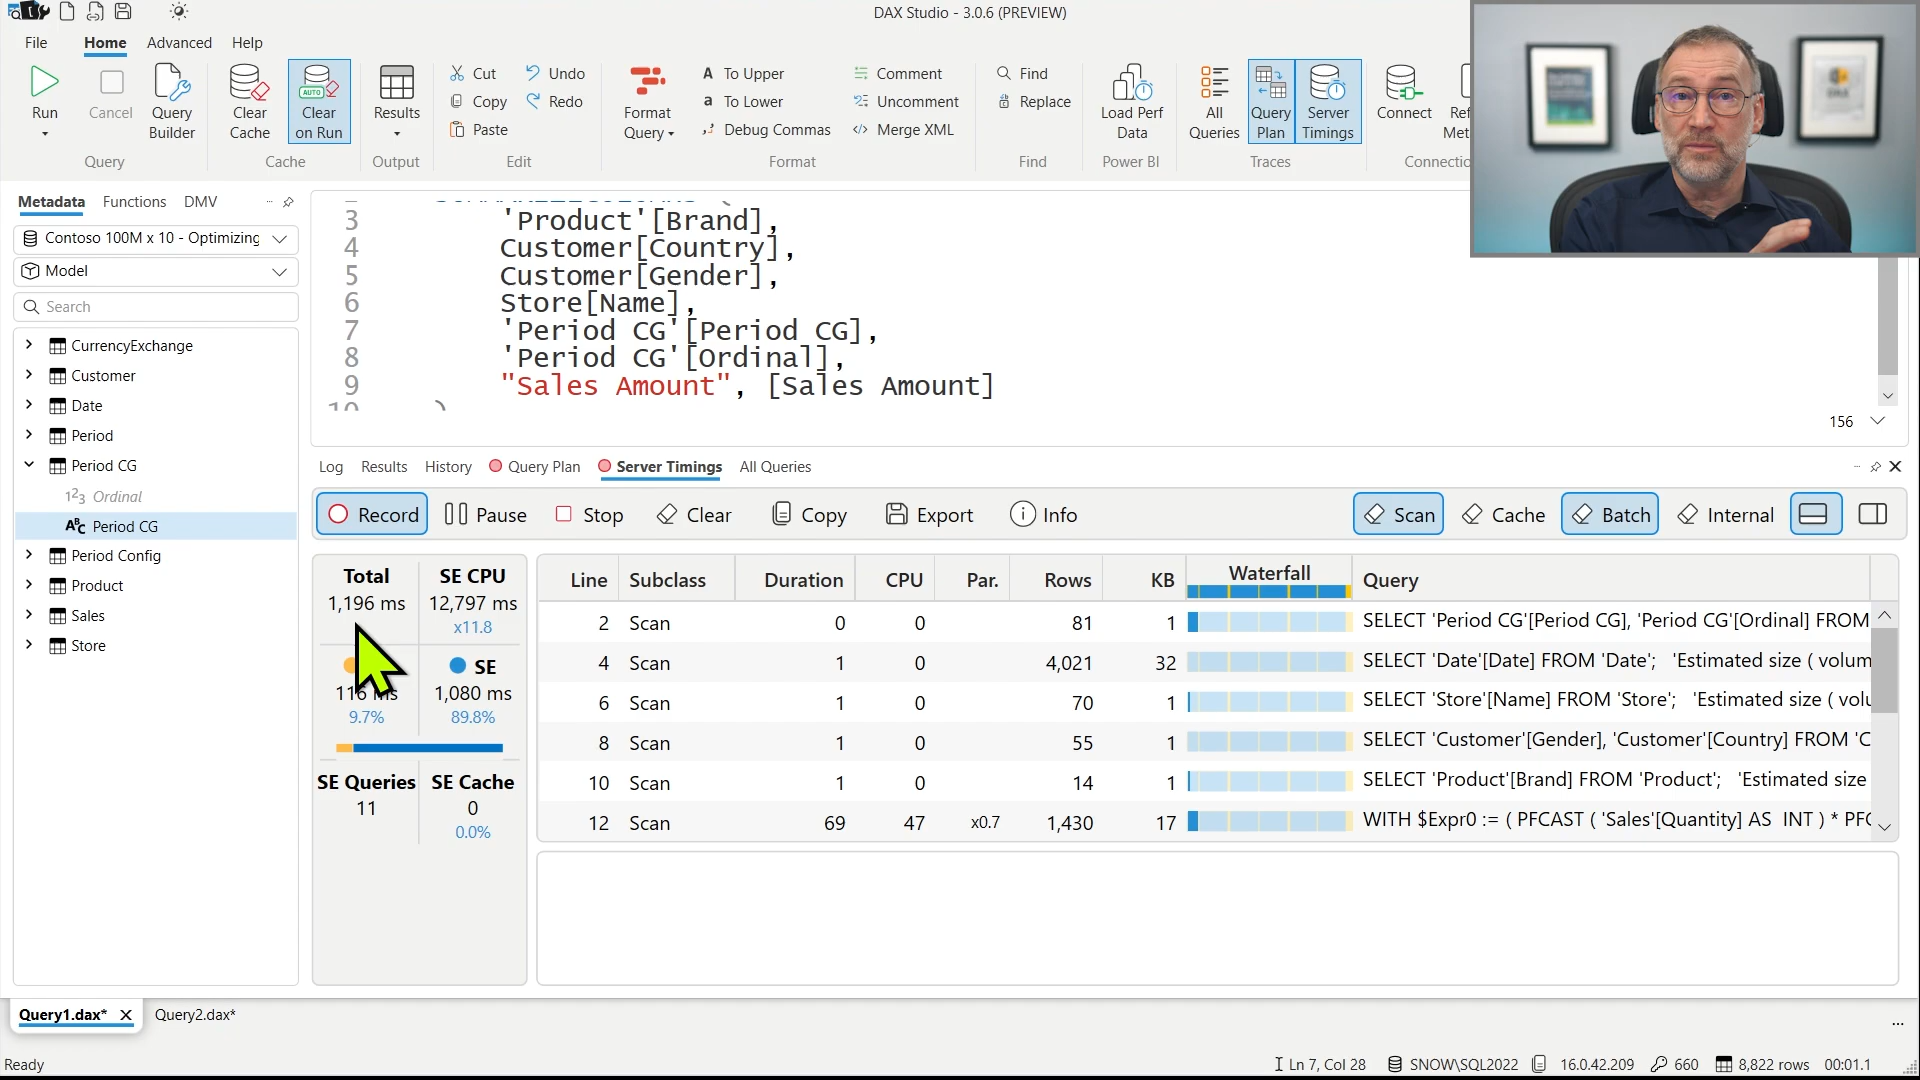 DAX Studio - 3.0.6 (PREVIEW)
File Home Advanced Help
Run
Cancel
Query Builder
Query
Clear Cache
AUTO
Clear on Run
Cache
Results
Output
Cut
Copy
Paste
Undo
Redo
Edit
Format Query
A To Upper
a To Lower
Debug Commas
Comment
Uncomment
Merge XML
Format
Find
Replace
Find
Load Perf Data
Power BI
All Queries
Query Plan
Server Timings
Traces
Connect
Metadata Functions DMV
Contoso 100M x 10 - Optimizing
Model
Search
CurrencyExchange
Customer
Date
Period
Period CG
123 Ordinal
ABC Period CG
Period Config
Product
Sales
Store
3 'Product'[Brand],
4 Customer[Country],
5 Customer[Gender],
6 Store[Name],
7 'Period CG'[Period CG],
8 'Period CG'[Ordinal],
9 "Sales Amount", [Sales Amount]
10 )
156
Log Results History Query Plan Server Timings All Queries
Record Pause Stop Clear Copy Export Info Scan Cache Batch Internal
Total SE CPU
1,196 ms 12,797 ms
x11.8
SE
116 ms 1,080 ms
9.7% 89.8%
SE Queries SE Cache
11 0
0.0%
Line Subclass Duration CPU Par. Rows KB Waterfall Query
2 Scan 0 0 81 1 SELECT 'Period CG'[Period CG], 'Period CG'[Ordinal] FROM
4 Scan 1 0 4,021 32 SELECT 'Date'[Date] FROM 'Date'; 'Estimated size ( volum
6 Scan 1 0 70 1 SELECT 'Store'[Name] FROM 'Store'; 'Estimated size ( volu
8 Scan 1 0 55 1 SELECT 'Customer'[Gender], 'Customer'[Country] FROM 'C
10 Scan 1 0 14 1 SELECT 'Product'[Brand] FROM 'Product'; 'Estimated size
12 Scan 69 47 x0.7 1,430 17 WITH $Expr0 := ( PFCAST ( 'Sales'[Quantity] AS INT ) * PFC
Query1.dax* Query2.dax*
Ready
Ln 7, Col 28 SNOW\SQL2022 16.0.42.209 660 8,822 rows 00:01.1